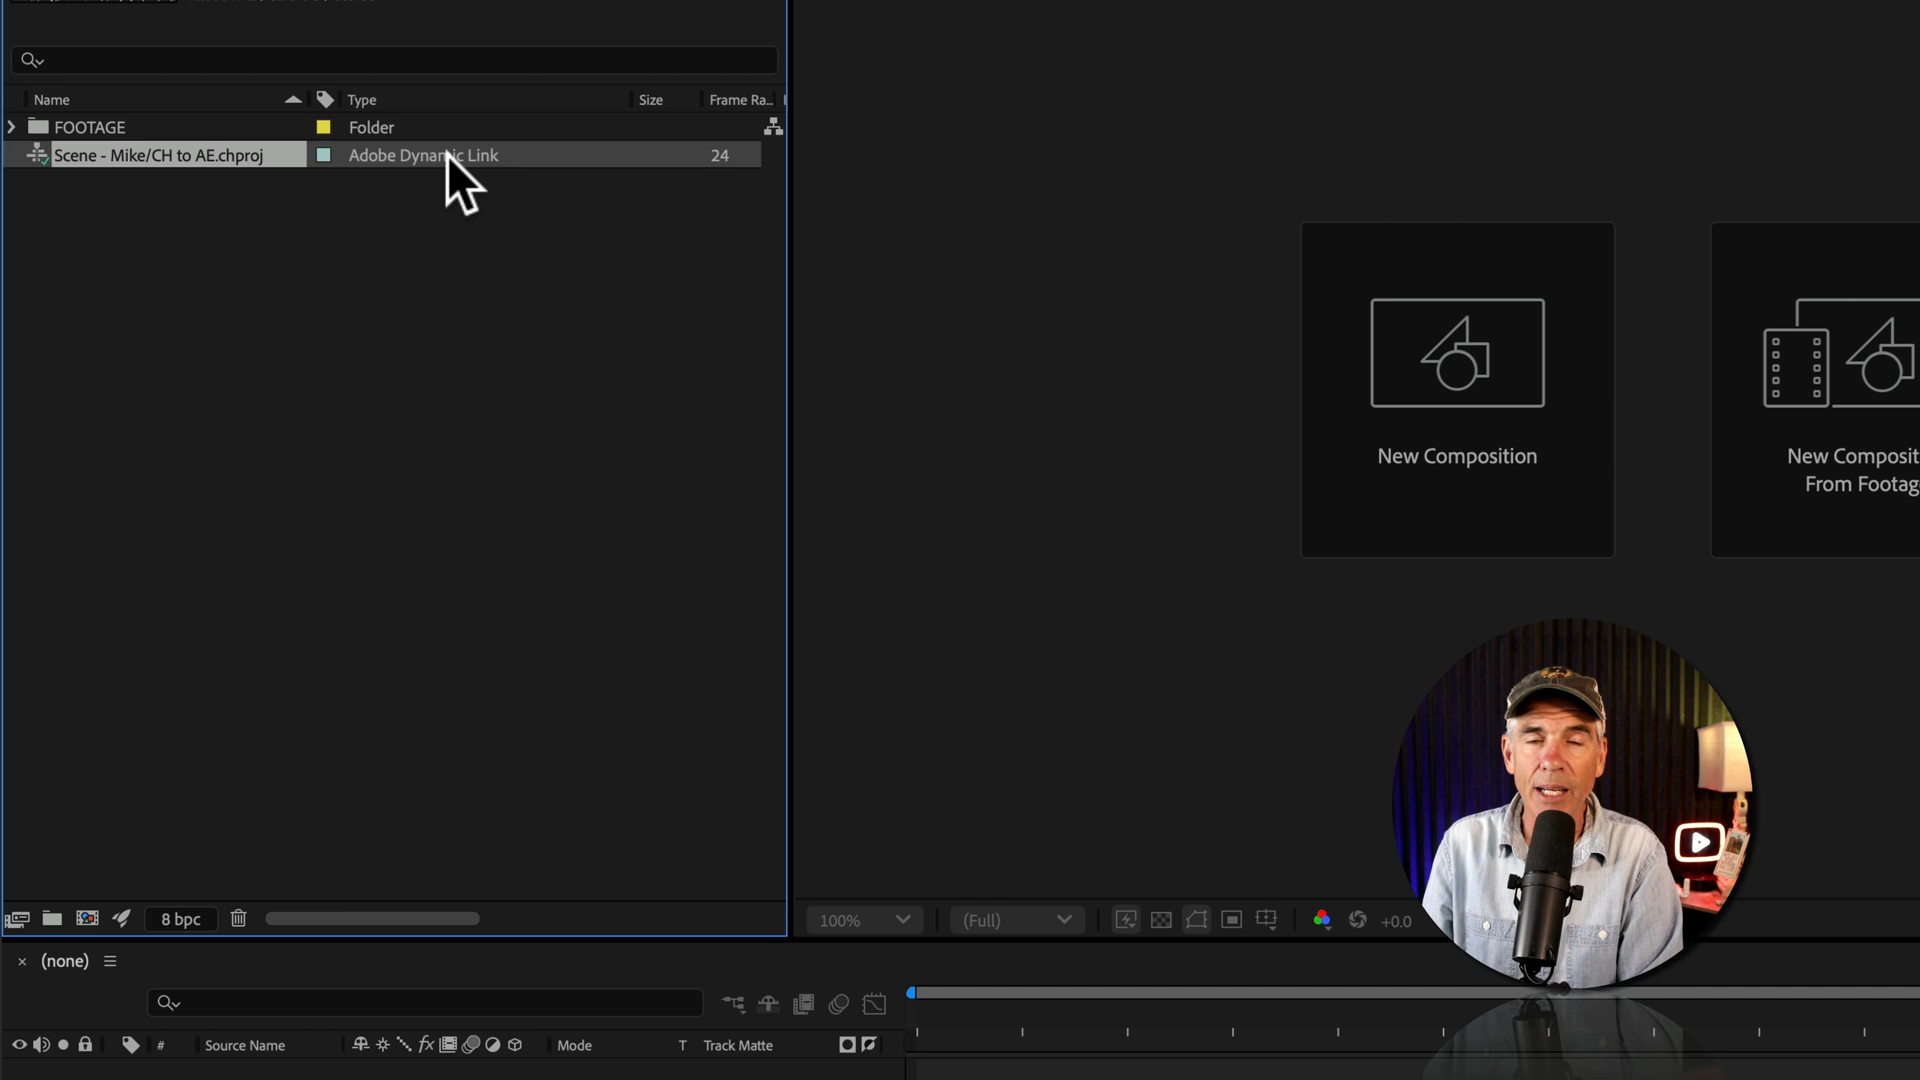 Name
Type
Size
Frame Ra...
FOOTAGE
Folder
Scene - Mike/CH to AE.chproj
Adobe Dynamic Link
24
New Composition
New Composit
From Footag
8 bpc
100%
(Full)
+0.0
× (none)
#
Source Name
fx
Mode
T
Track Matte